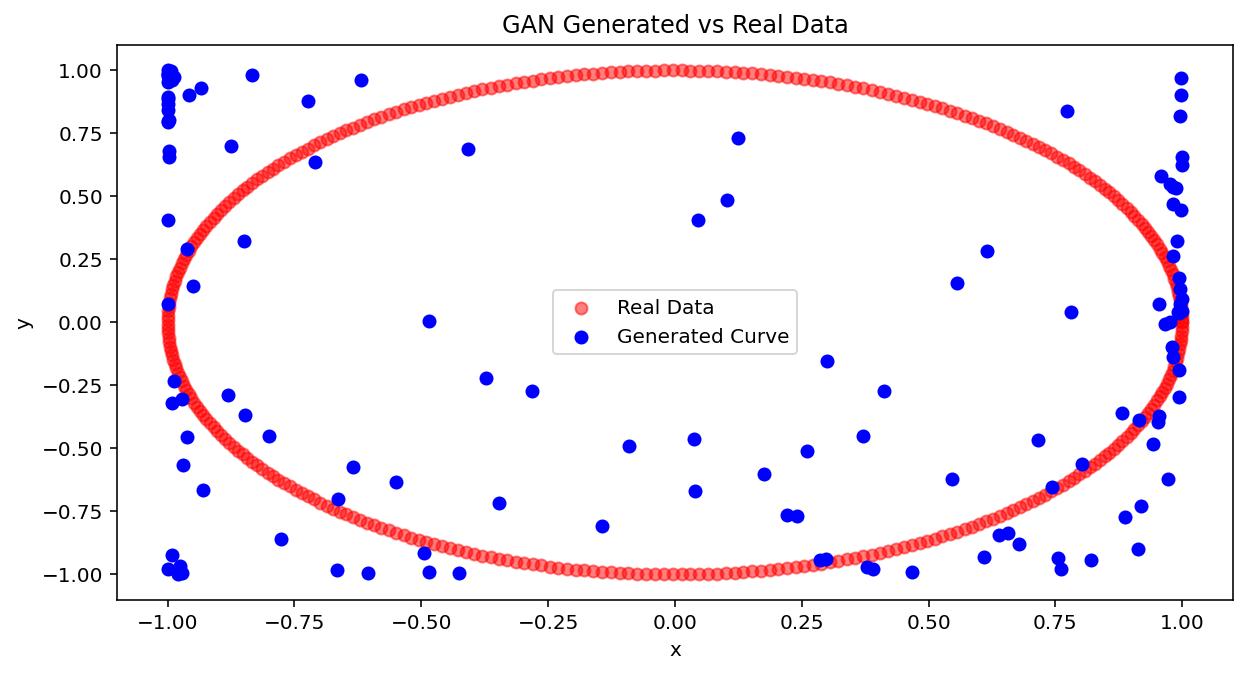 GAN Generated vs Real Data
1.00
0.75
0.50
0.25
0.00
−0.25
−0.50
−0.75
−1.00
y
Real Data
Generated Curve
−1.00 −0.75 −0.50 −0.25 0.00 0.25 0.50 0.75 1.00
x